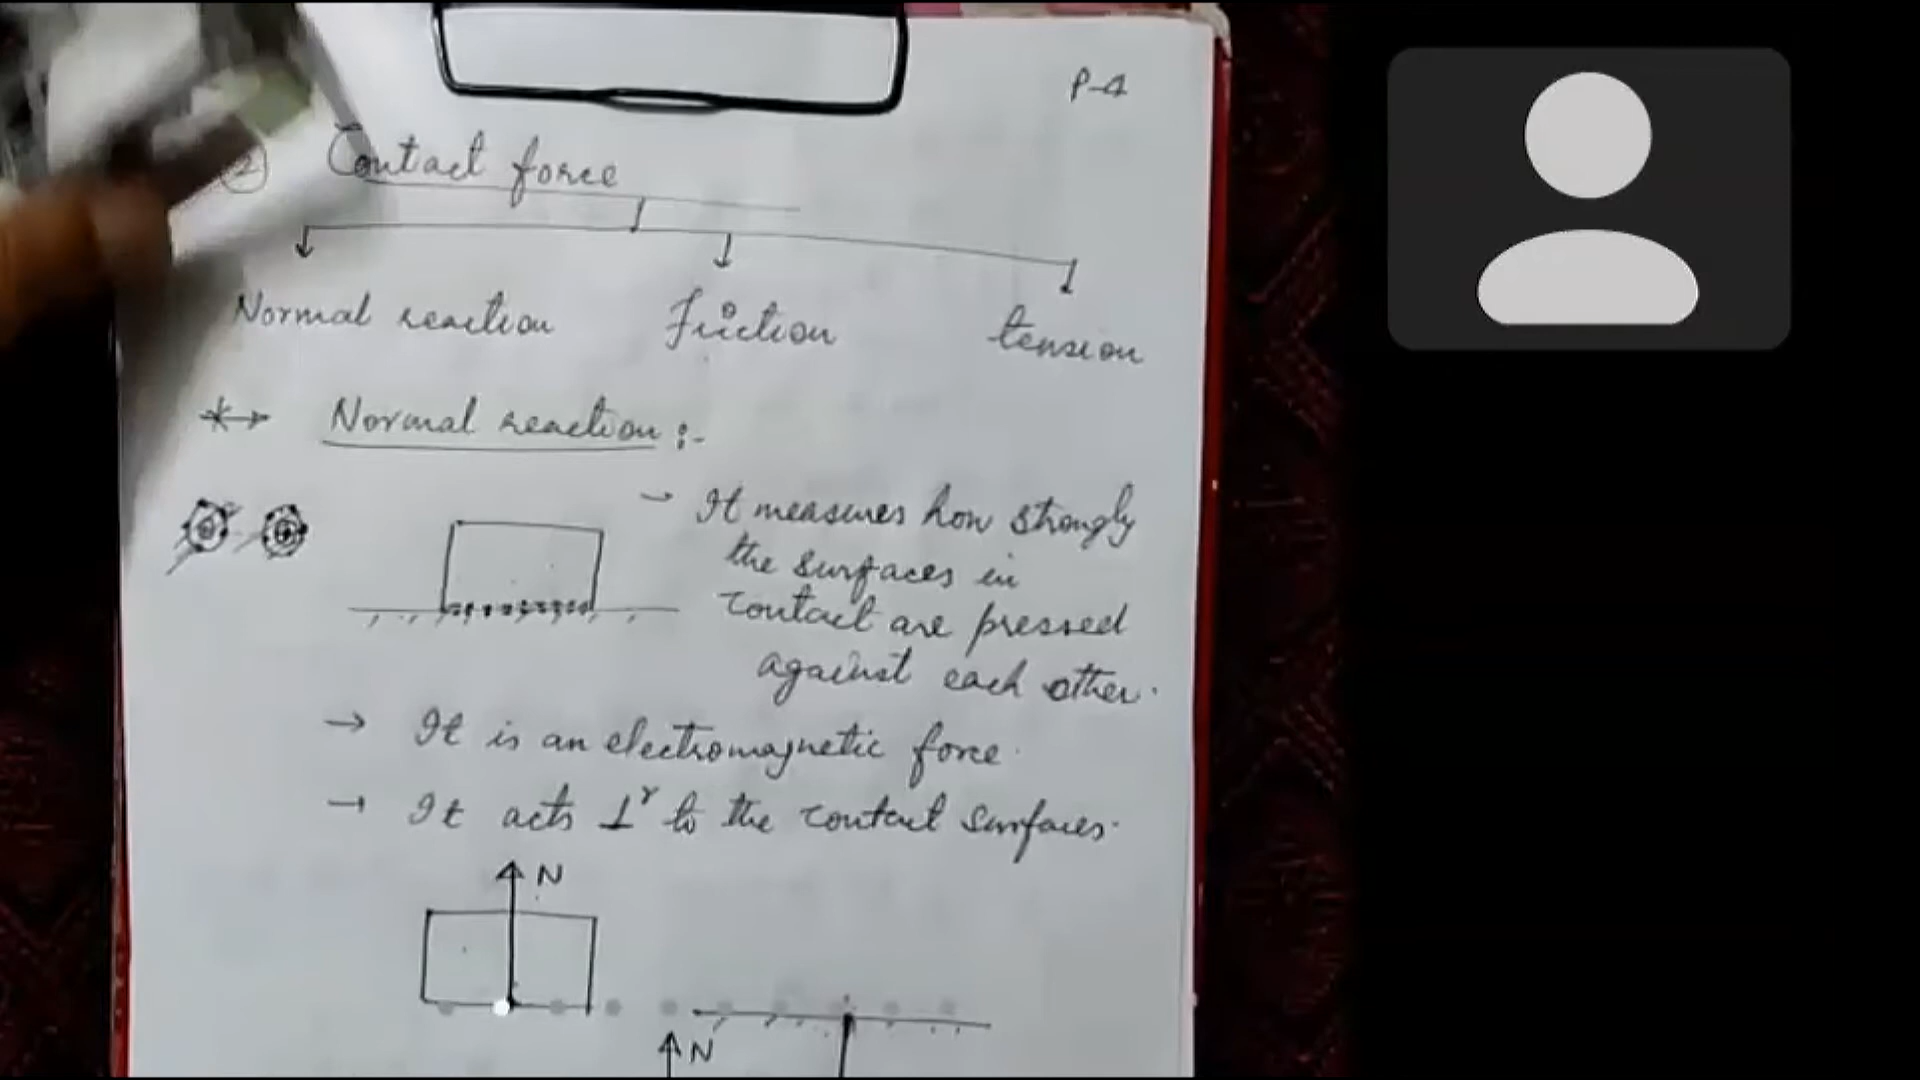 P-4
② Contact force
Normal reaction Friction tension
Normal reaction :-
→ It measures how strongly
the surfaces in
contact are pressed
against each other.
→ It is an electromagnetic force.
→ It acts ⊥ʳ to the contact surfaces.
N
N